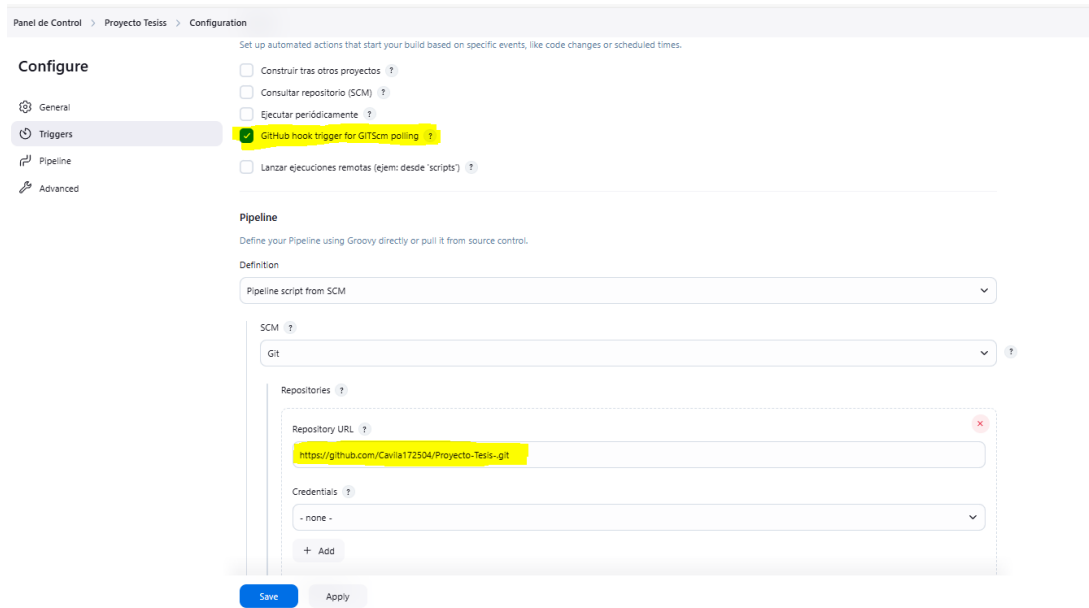 Panel de Control > Proyecto Tesiss > Configuration
Configure
General
Triggers
Pipeline
Advanced
Set up automated actions that start your build based on specific events, like code changes or scheduled times.
Construir tras otros proyectos ?
Consultar repositorio (SCM) ?
Ejecutar periódicamente ?
GitHub hook trigger for GITScm polling ?
Lanzar ejecuciones remotas (ejem: desde 'scripts') ?
Pipeline
Define your Pipeline using Groovy directly or pull it from source control.
Definition
Pipeline script from SCM
SCM ?
Git
?
Repositories ?
Repository URL ?
https://github.com/Cavila172504/Proyecto-Tesis-.git
Credentials ?
- none -
+ Add
Save
Apply